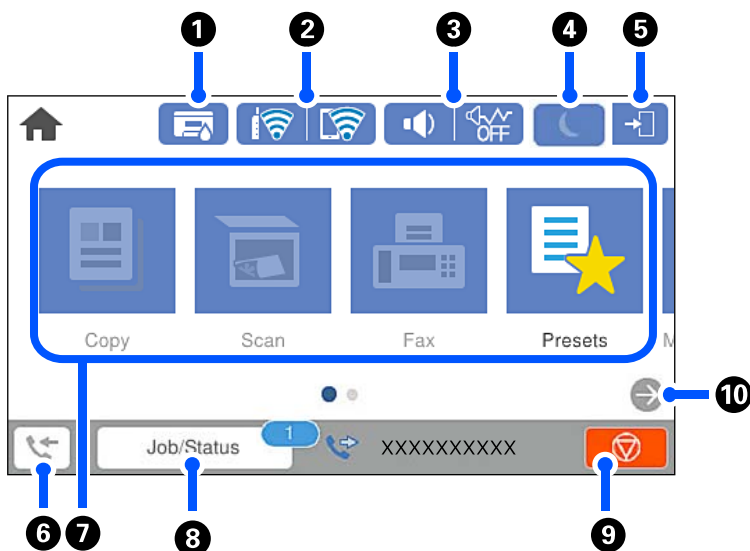 1 2 3 4 5
OFF
Copy Scan Fax Presets M
10
Job/Status 1 XXXXXXXXXX
6 7 8 9